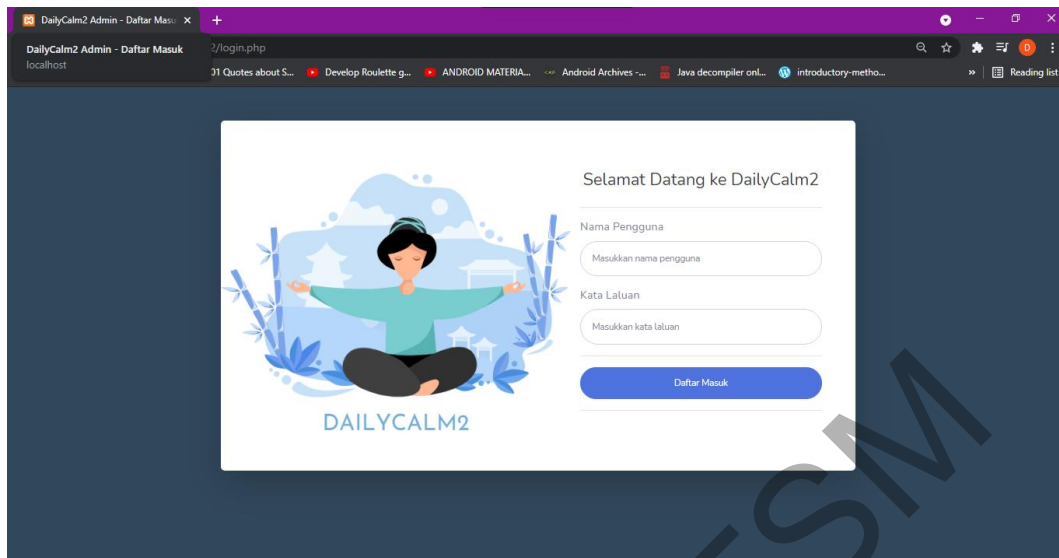 DailyCalm2 Admin - Daftar Masu
DailyCalm2 Admin - Daftar Masuk
localhost
2/login.php
D
01 Quotes about S...
Develop Roulette g...
ANDROID MATERIA...
Android Archives -...
Java decompiler onl...
introductory-metho...
»
Reading list
Selamat Datang ke DailyCalm2
Nama Pengguna
Masukkan nama pengguna
Kata Laluan
Masukkan kata laluan
Daftar Masuk
DAILYCALM2
SM